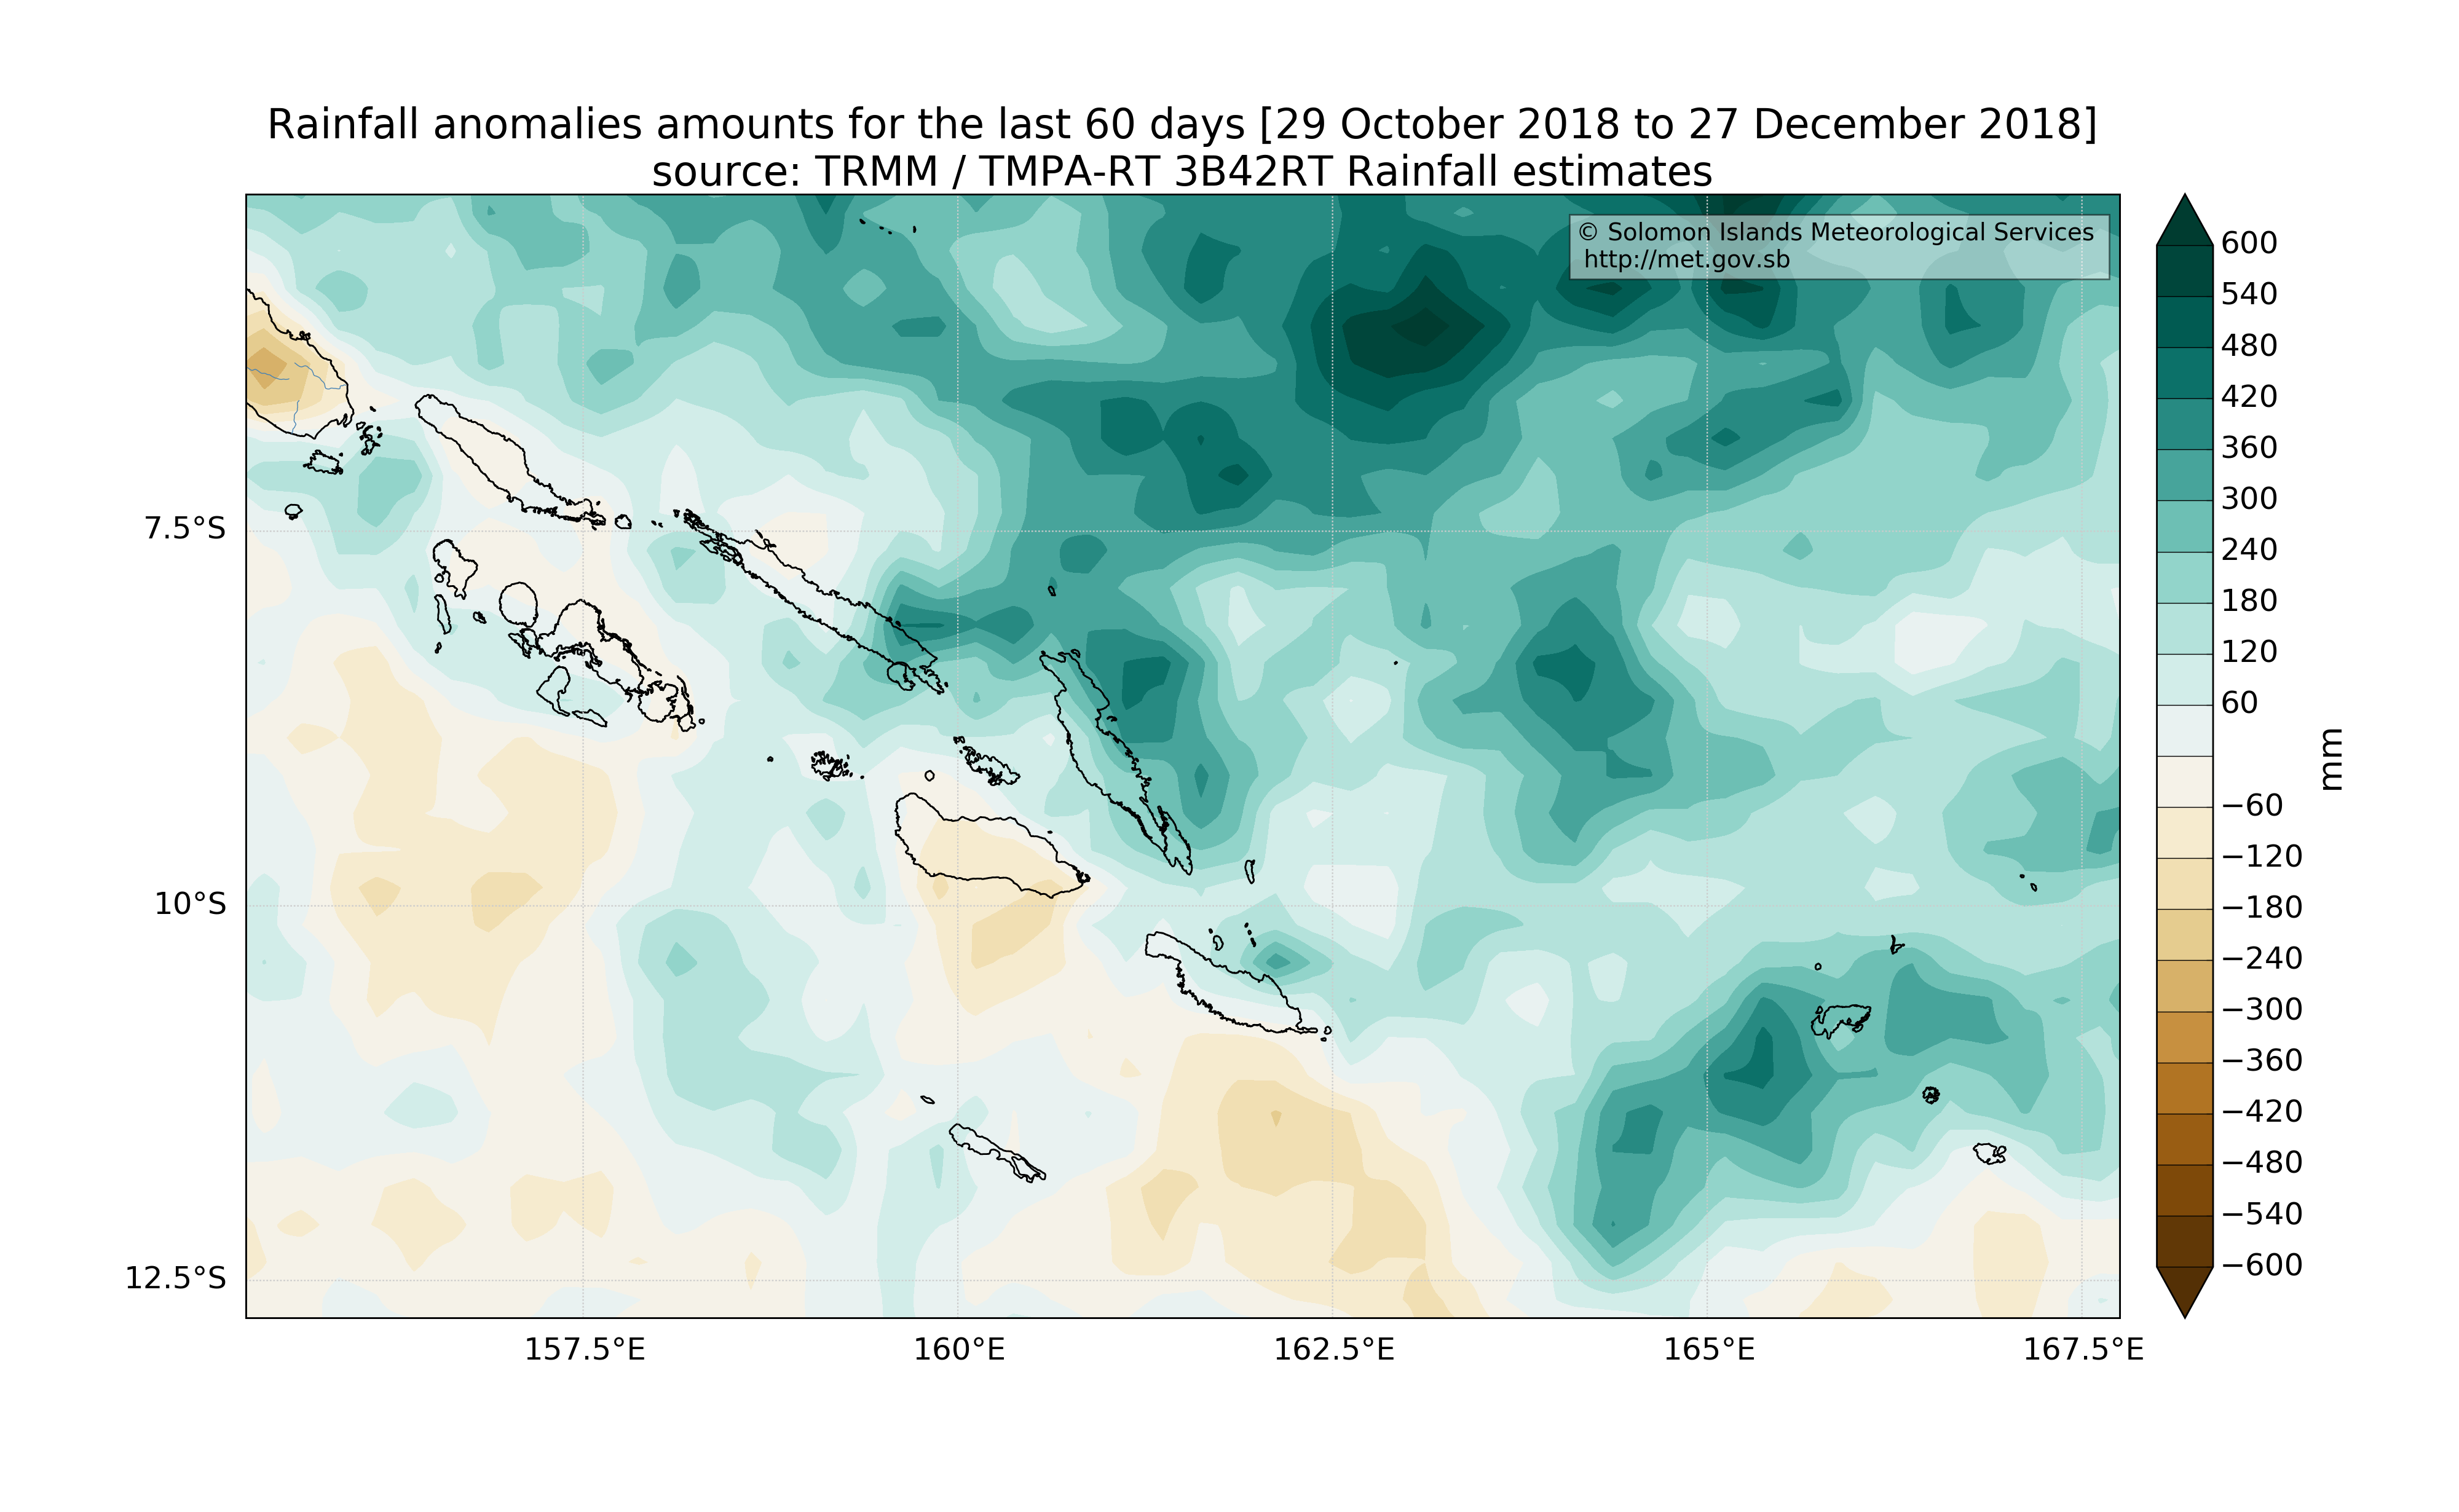 Rainfall anomalies amounts for the last 60 days [29 October 2018 to 27 December 2018]
source: TRMM / TMPA-RT 3B42RT Rainfall estimates
© Solomon Islands Meteorological Services
http://met.gov.sb
7.5°S
10°S
12.5°S
157.5°E
160°E
162.5°E
165°E
167.5°E
600
540
480
420
360
300
240
180
120
60
−60
−120
−180
−240
−300
−360
−420
−480
−540
−600
mm